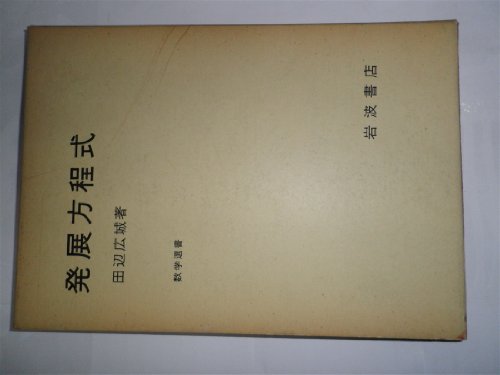 発展方程式
田辺広城著
数学選書
岩波書店